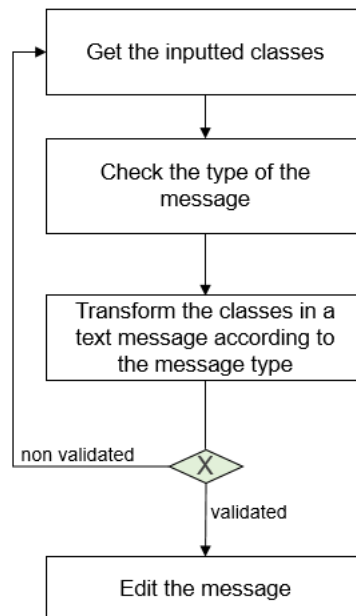 Get the inputted classes
Check the type of the
message
Transform the classes in a
text message according to
the message type
X
non validated
validated
Edit the message